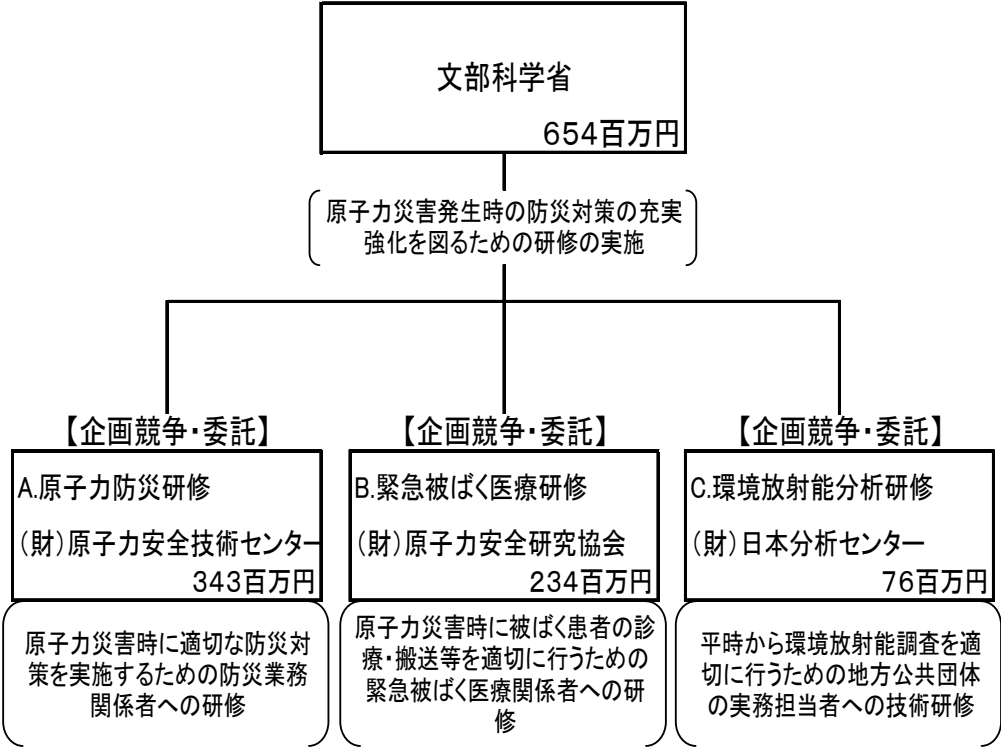 文部科学省
654百万円
原子力災害発生時の防災対策の充実
強化を図るための研修の実施
【企画競争・委託】
A.原子力防災研修
（財）原子力安全技術センター
343百万円
原子力災害時に適切な防災対
策を実施するための防災業務
関係者への研修
【企画競争・委託】
B.緊急被ばく医療研修
（財）原子力安全研究協会
234百万円
原子力災害時に被ばく患者の診
療・搬送等を適切に行うための
緊急被ばく医療関係者への研
修
【企画競争・委託】
C.環境放射能分析研修
（財）日本分析センター
76百万円
平時から環境放射能調査を適
切に行うための地方公共団体
の実務担当者への技術研修